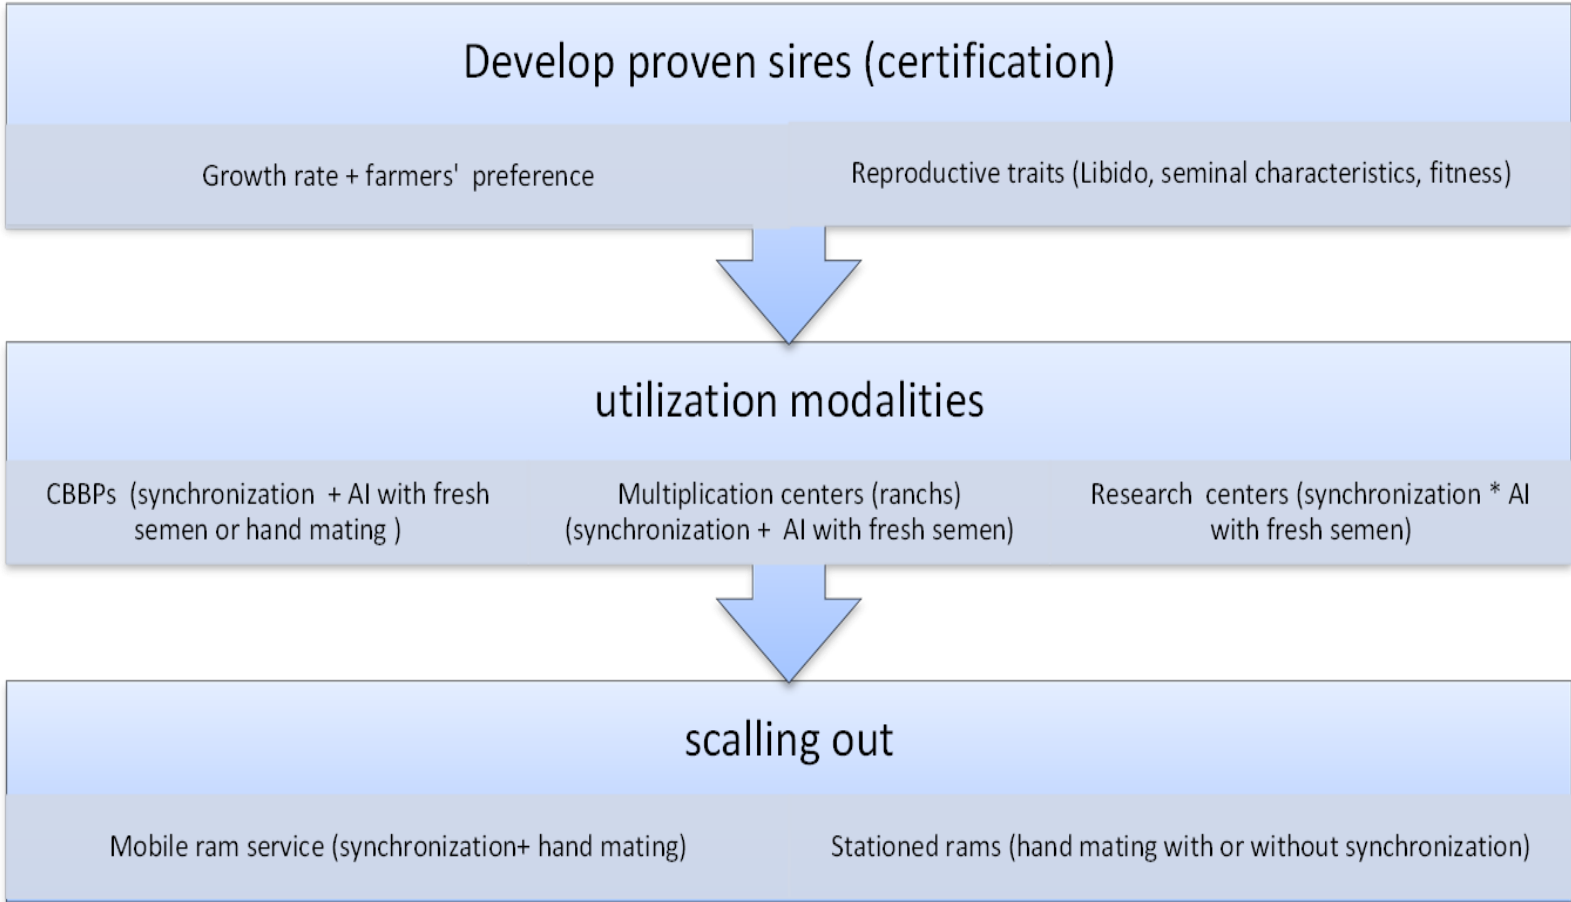 Develop proven sires (certification)
Growth rate + farmers' preference
Reproductive traits (Libido, seminal characteristics, fitness)
utilization modalities
CBBPs (synchronization + AI with fresh
semen or hand mating )
Multiplication centers (ranchs)
(synchronization + AI with fresh semen)
Research centers (synchronization * AI
with fresh semen)
scalling out
Mobile ram service (synchronization+ hand mating)
Stationed rams (hand mating with or without synchronization)